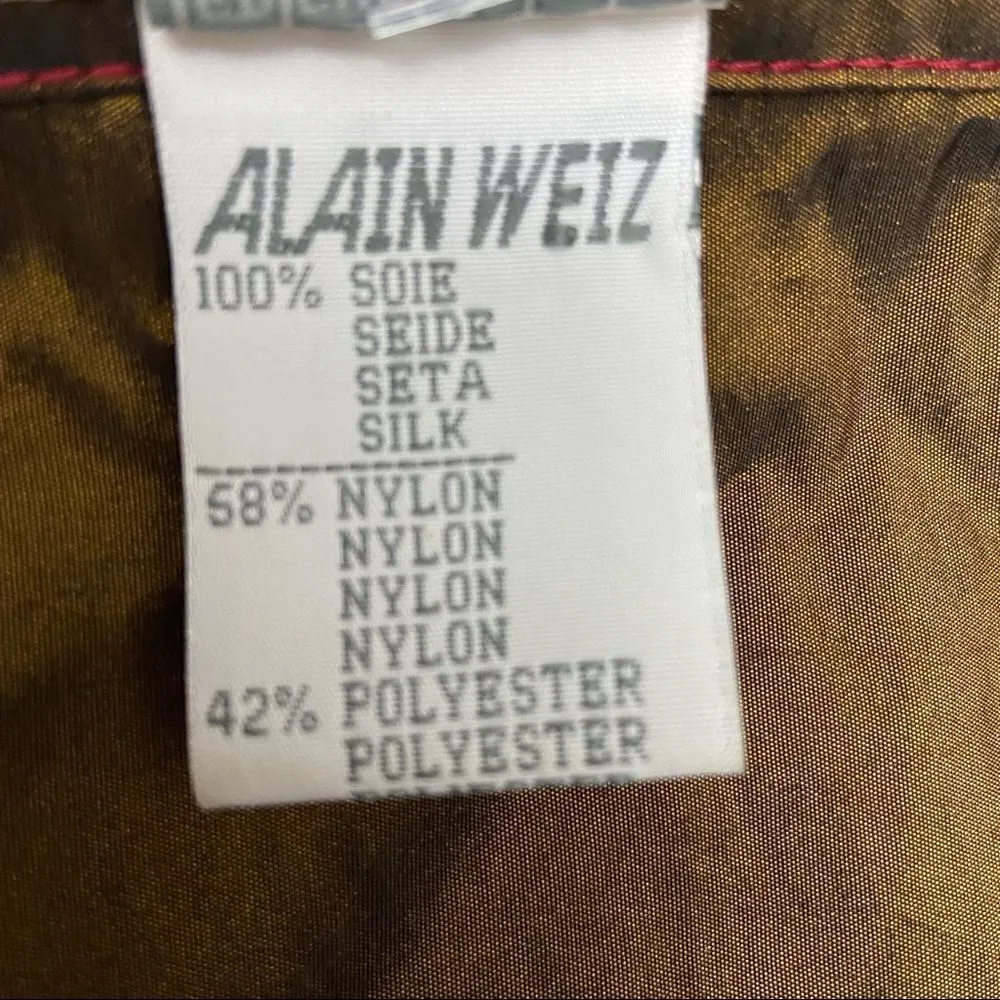 ALAIN WEIZ
100% SOIE
SEIDE
SETA
SILK
58% NYLON
NYLON
NYLON
NYLON
42% POLYESTER
POLYESTER